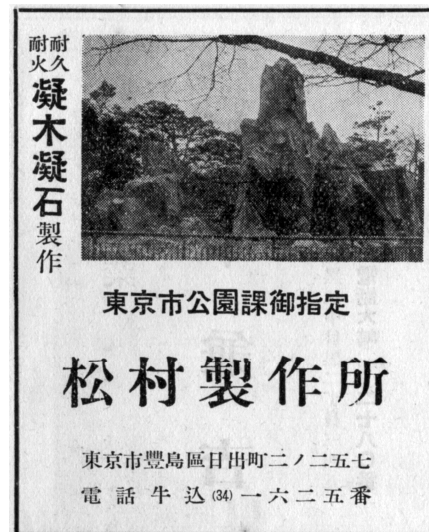 耐久
耐火
凝木凝石製作
東京市公園課御指定
松村製作所
東京市豐島區日出町二ノ二五七
電話牛込(34)一六二五番